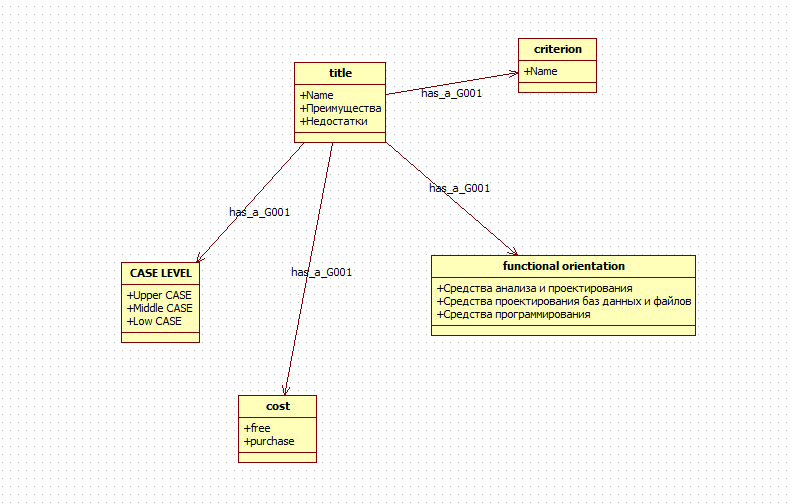 criterion
+Name
title
+Name
+Преимущества
+Недостатки
has_a_G001
has_a_G001
has_a_G001
has_a_G001
CASE LEVEL
+Upper CASE
+Middle CASE
+Low CASE
functional orientation
+Средства анализа и проектирования
+Средства проектирования баз данных и файлов
+Средства программирования
cost
+free
+purchase